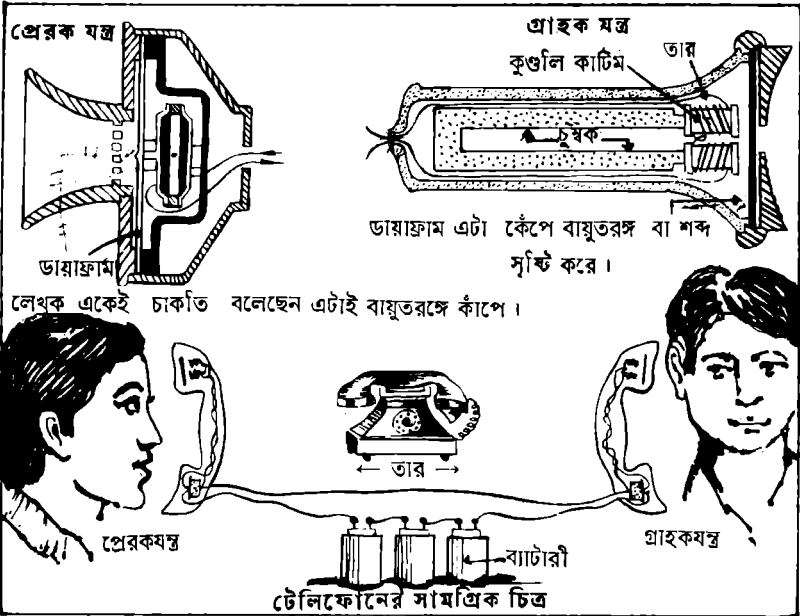 প্রেরক যন্ত্র
গ্রাহক যন্ত্র
কুণ্ডলি কাটিম
তার
চুম্বক
ডায়াফ্রাম এটা কেঁপে বায়ুতরঙ্গ বা শব্দ
সৃষ্টি করে।
ডায়াফ্রাম
লেখক একেই চাকতি বলেছেন এটাই বায়ুতরঙ্গে কাঁপে।
তার
প্রেরকযন্ত্র
গ্রাহকযন্ত্র
ব্যাটারী
টেলিফোনের সামগ্রিক চিত্র